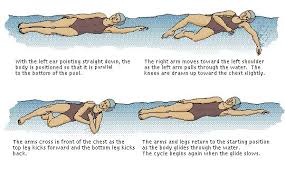 with the left ear pointing straight down, the
body is positioned so that it is parallel
to the bottom of the pool.
The right arm moves toward the left shoulder
as the left arm pulls through the water.  The
knees are drawn up toward the chest slightly.
The arms cross in front of the chest as the
top leg kicks forward and the bottom leg kicks
back.
The arms and legs return to the starting position
as the body glides through the water.
The cycle begins again when the glide slows.